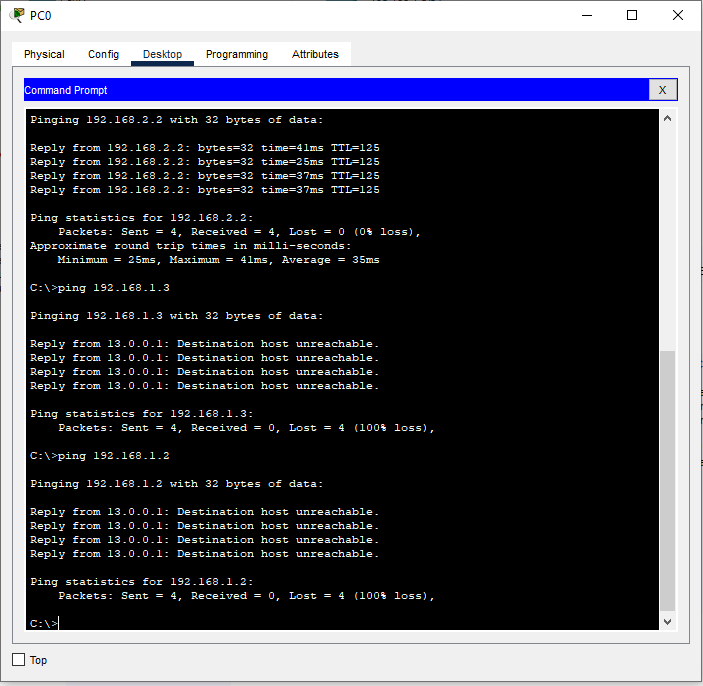 PC0
Physical Config Desktop Programming Attributes
Command Prompt X
Pinging 192.168.2.2 with 32 bytes of data:
Reply from 192.168.2.2: bytes=32 time=41ms TTL=125
Reply from 192.168.2.2: bytes=32 time=25ms TTL=125
Reply from 192.168.2.2: bytes=32 time=37ms TTL=125
Reply from 192.168.2.2: bytes=32 time=37ms TTL=125
Ping statistics for 192.168.2.2:
Packets: Sent = 4, Received = 4, Lost = 0 (0% loss),
Approximate round trip times in milli-seconds:
Minimum = 25ms, Maximum = 41ms, Average = 35ms
C:\>ping 192.168.1.3
Pinging 192.168.1.3 with 32 bytes of data:
Reply from 13.0.0.1: Destination host unreachable.
Reply from 13.0.0.1: Destination host unreachable.
Reply from 13.0.0.1: Destination host unreachable.
Reply from 13.0.0.1: Destination host unreachable.
Ping statistics for 192.168.1.3:
Packets: Sent = 4, Received = 0, Lost = 4 (100% loss),
C:\>ping 192.168.1.2
Pinging 192.168.1.2 with 32 bytes of data:
Reply from 13.0.0.1: Destination host unreachable.
Reply from 13.0.0.1: Destination host unreachable.
Reply from 13.0.0.1: Destination host unreachable.
Reply from 13.0.0.1: Destination host unreachable.
Ping statistics for 192.168.1.2:
Packets: Sent = 4, Received = 0, Lost = 4 (100% loss),
C:\>
Top